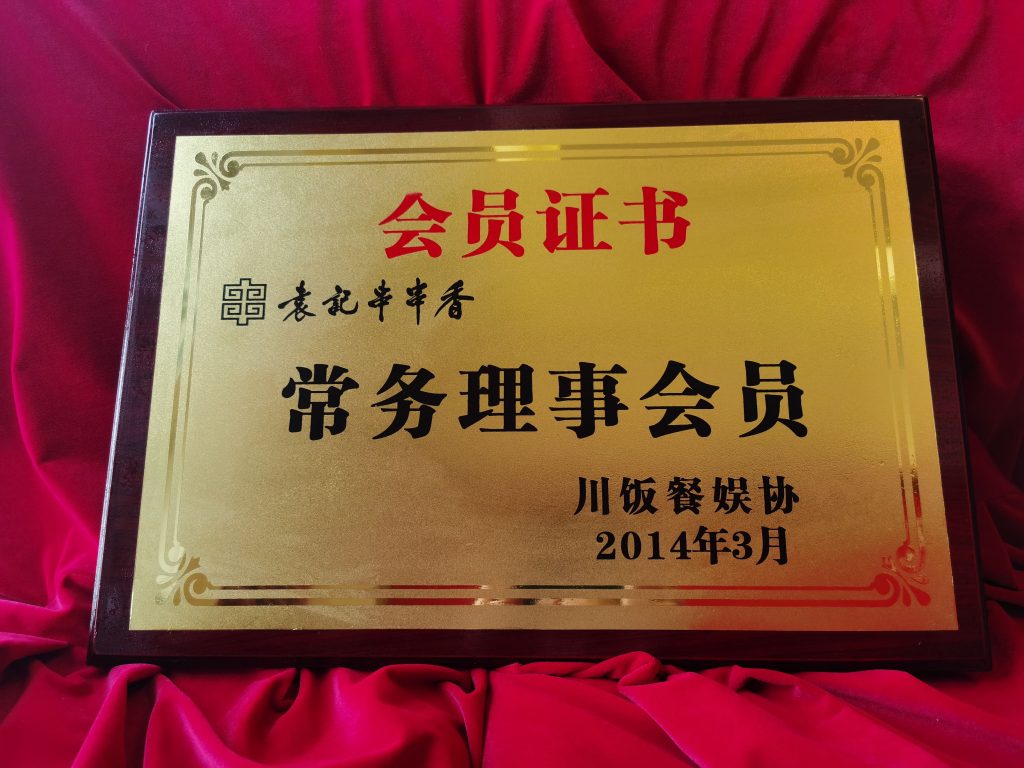 会员证书
袁记串串香
常务理事会员
川饭餐娱协
2014年3月